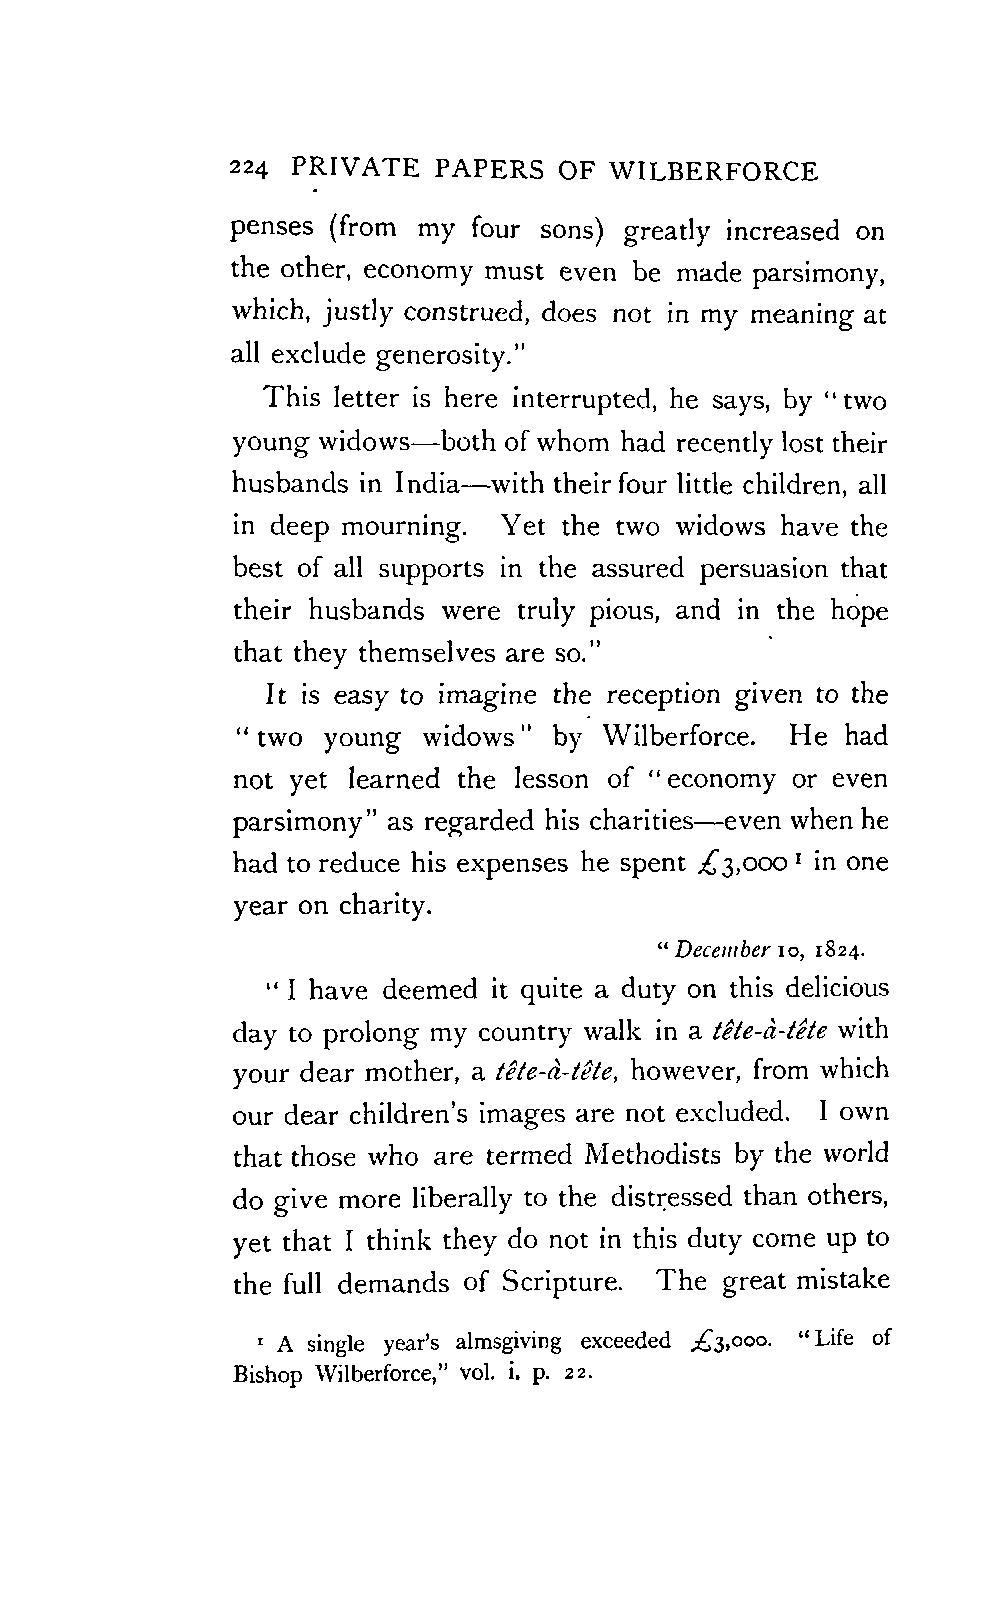 224 PRIVATE PAPERS OF WILBERFORCE
penses (from my four sons) greatly increased on
the other, economy must even be made parsimony,
which, justly construed, does not in my meaning at
all exclude generosity."
This letter is here interrupted, he says, by "two
young widows—both of whom had recently lost their
husbands in India—with their four little children, all
in deep mourning. Yet the two widows have the
best of all supports in the assured persuasion that
their husbands were truly pious, and in the hope
that they themselves are so."
It is easy to imagine the reception given to the
"two young widows" by Wilberforce. He had
not yet learned the lesson of "economy or even
parsimony" as regarded his charities—even when he
had to reduce his expenses he spent £3,000 ¹ in one
year on charity.
"December 10, 1824.
"I have deemed it quite a duty on this delicious
day to prolong my country walk in a tête-à-tête with
your dear mother, a tête-à-tête, however, from which
our dear children's images are not excluded. I own
that those who are termed Methodists by the world
do give more liberally to the distressed than others,
yet that I think they do not in this duty come up to
the full demands of Scripture. The great mistake
¹ A single year's almsgiving exceeded £3,000. "Life of
Bishop Wilberforce," vol. i. p. 22.